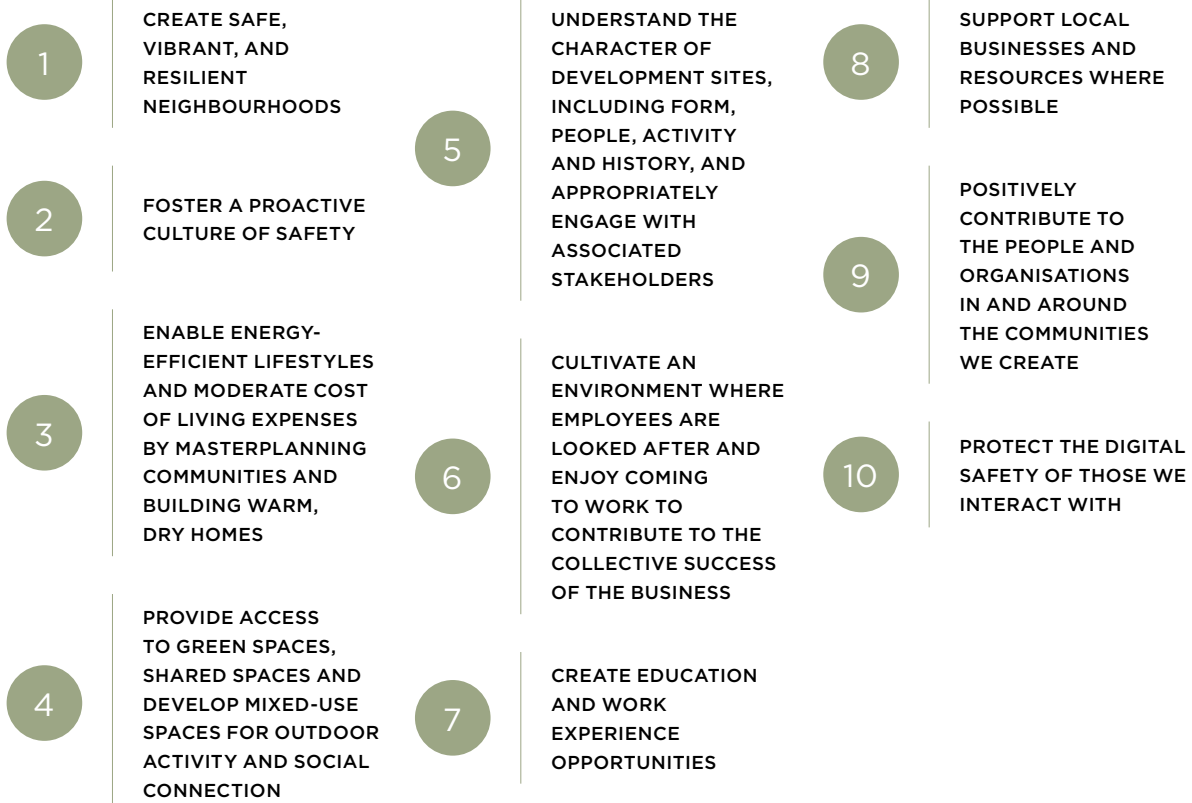 1
CREATE SAFE,
VIBRANT, AND
RESILIENT
NEIGHBOURHOODS
2
FOSTER A PROACTIVE
CULTURE OF SAFETY
3
ENABLE ENERGY-
EFFICIENT LIFESTYLES
AND MODERATE COST
OF LIVING EXPENSES
BY MASTERPLANNING
COMMUNITIES AND
BUILDING WARM,
DRY HOMES
4
PROVIDE ACCESS
TO GREEN SPACES,
SHARED SPACES AND
DEVELOP MIXED-USE
SPACES FOR OUTDOOR
ACTIVITY AND SOCIAL
CONNECTION
5
UNDERSTAND THE
CHARACTER OF
DEVELOPMENT SITES,
INCLUDING FORM,
PEOPLE, ACTIVITY
AND HISTORY, AND
APPROPRIATELY
ENGAGE WITH
ASSOCIATED
STAKEHOLDERS
6
CULTIVATE AN
ENVIRONMENT WHERE
EMPLOYEES ARE
LOOKED AFTER AND
ENJOY COMING
TO WORK TO
CONTRIBUTE TO THE
COLLECTIVE SUCCESS
OF THE BUSINESS
7
CREATE EDUCATION
AND WORK
EXPERIENCE
OPPORTUNITIES
8
SUPPORT LOCAL
BUSINESSES AND
RESOURCES WHERE
POSSIBLE
9
POSITIVELY
CONTRIBUTE TO
THE PEOPLE AND
ORGANISATIONS
IN AND AROUND
THE COMMUNITIES
WE CREATE
10
PROTECT THE DIGITAL
SAFETY OF THOSE WE
INTERACT WITH